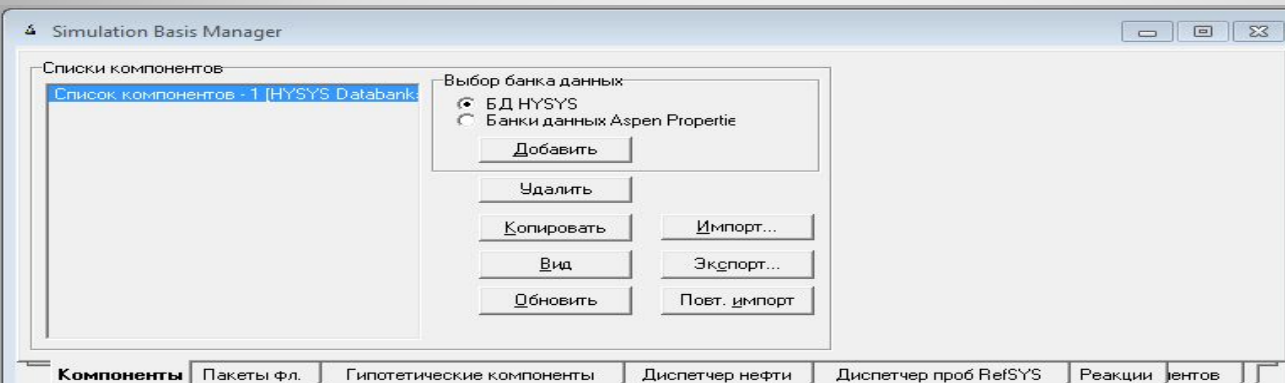 Simulation Basis Manager
Списки компонентов
Список компонентов - 1 [HYSYS Databank
Выбор банка данных
БД HYSYS
Банки данных Aspen Propertie
Добавить
Удалить
Копировать
Импорт...
Вид
Экспорт...
Обновить
Повт. импорт
Компоненты
Пакеты фл.
Гипотетические компоненты
Диспетчер нефти
Диспетчер проб RefSYS
Реакции
ентов